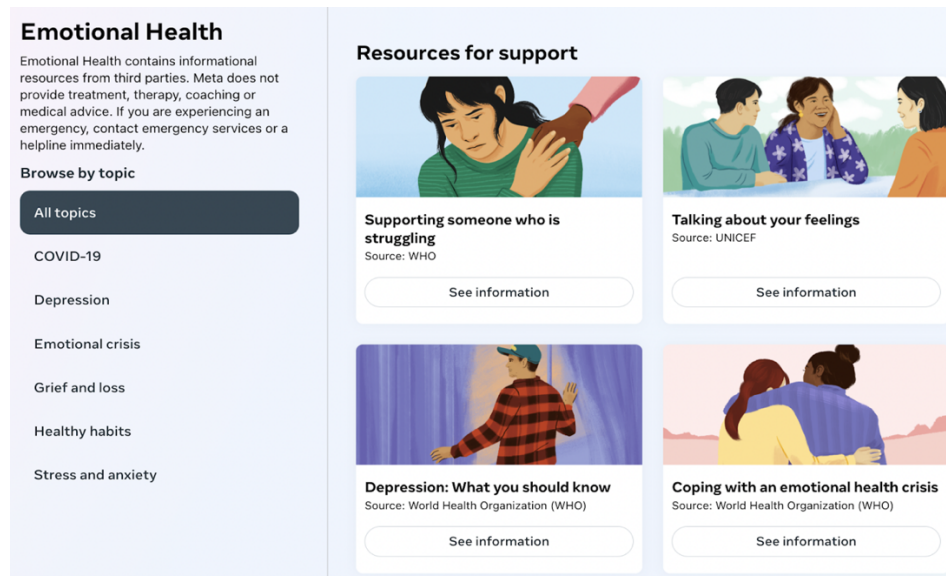 Emotional Health
Emotional Health contains informational
resources from third parties. Meta does not
provide treatment, therapy, coaching or
medical advice. If you are experiencing an
emergency, contact emergency services or a
helpline immediately.
Browse by topic
All topics
COVID-19
Depression
Emotional crisis
Grief and loss
Healthy habits
Stress and anxiety
Resources for support
Supporting someone who is
struggling
Source: WHO
See information
Talking about your feelings
Source: UNICEF
See information
Depression: What you should know
Source: World Health Organization (WHO)
See information
Coping with an emotional health crisis
Source: World Health Organization (WHO)
See information